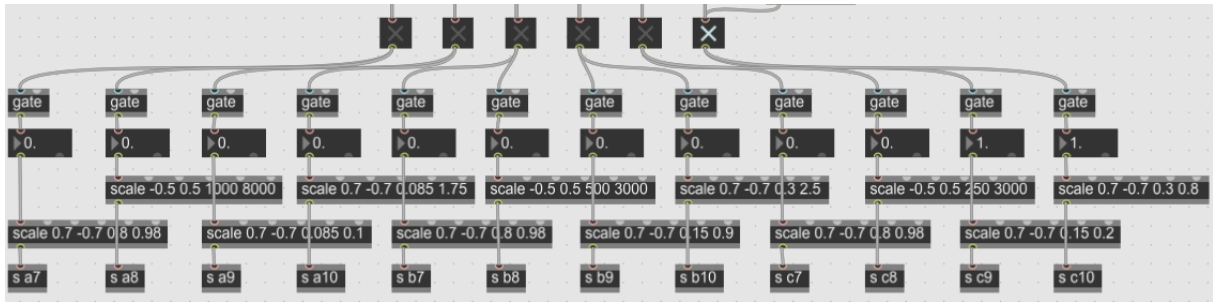 gate gate gate gate gate gate gate gate gate gate gate gate
0. 0. 0. 0. 0. 0. 0. 0. 0. 0. 1. 1.
scale -0.5 0.5 1000 8000 scale 0.7 -0.7 0.085 1.75 scale -0.5 0.5 500 3000 scale 0.7 -0.7 0.3 2.5 scale -0.5 0.5 250 3000 scale 0.7 -0.7 0.3 0.8
scale 0.7 -0.7 0.8 0.98 scale 0.7 -0.7 0.085 0.1 scale 0.7 -0.7 0.8 0.98 scale 0.7 -0.7 0.15 0.9 scale 0.7 -0.7 0.8 0.98 scale 0.7 -0.7 0.15 0.2
s a7 s a8 s a9 s a10 s b7 s b8 s b9 s b10 s c7 s c8 s c9 s c10